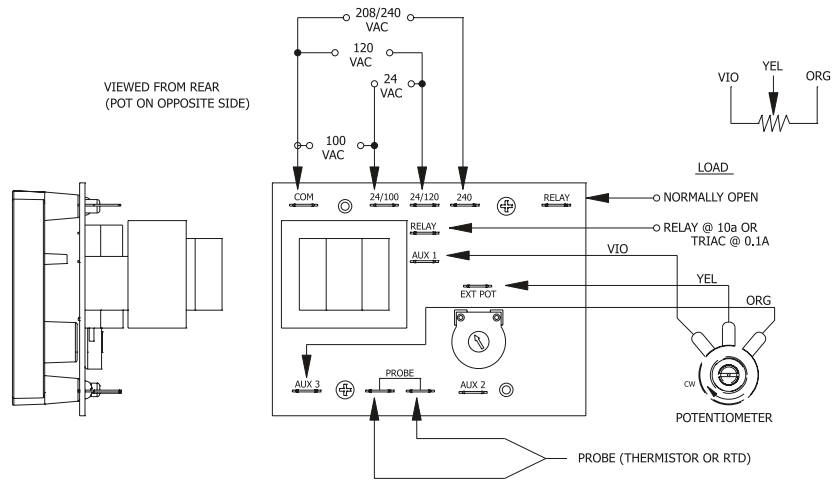 208/240
VAC
120
VAC
24
VAC
100
VAC
VIEWED FROM REAR
(POT ON OPPOSITE SIDE)
VIO
YEL
ORG
LOAD
COM
24/100
24/120
240
RELAY
NORMALLY OPEN
RELAY
RELAY @ 10a OR
TRIAC @ 0.1A
AUX 1
VIO
EXT POT
YEL
ORG
AUX 3
PROBE
AUX 2
CW
POTENTIOMETER
PROBE (THERMISTOR OR RTD)